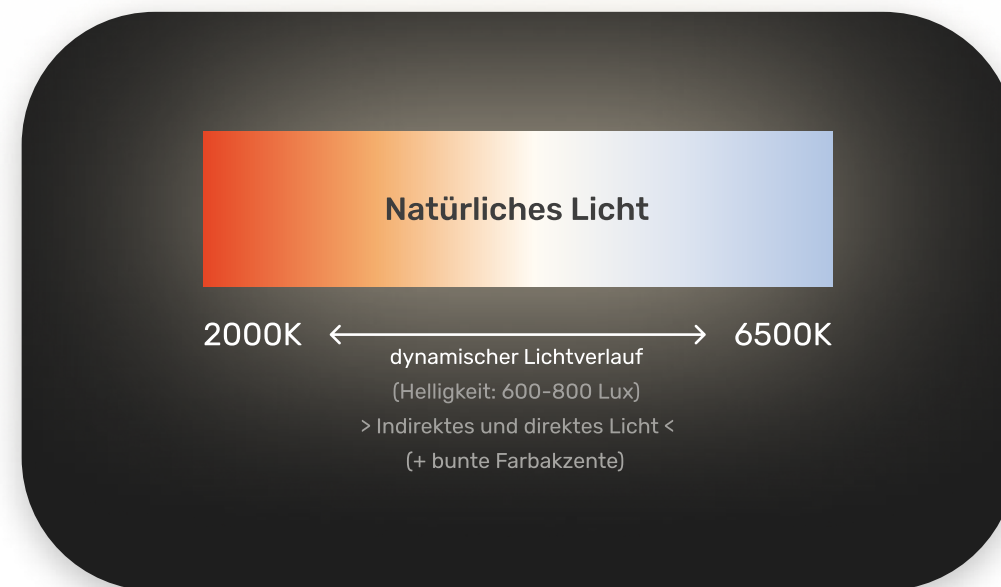 Natürliches Licht
2000K 6500K
dynamischer Lichtverlauf
(Helligkeit: 600-800 Lux)
> Indirektes und direktes Licht <
(+ bunte Farbakzente)